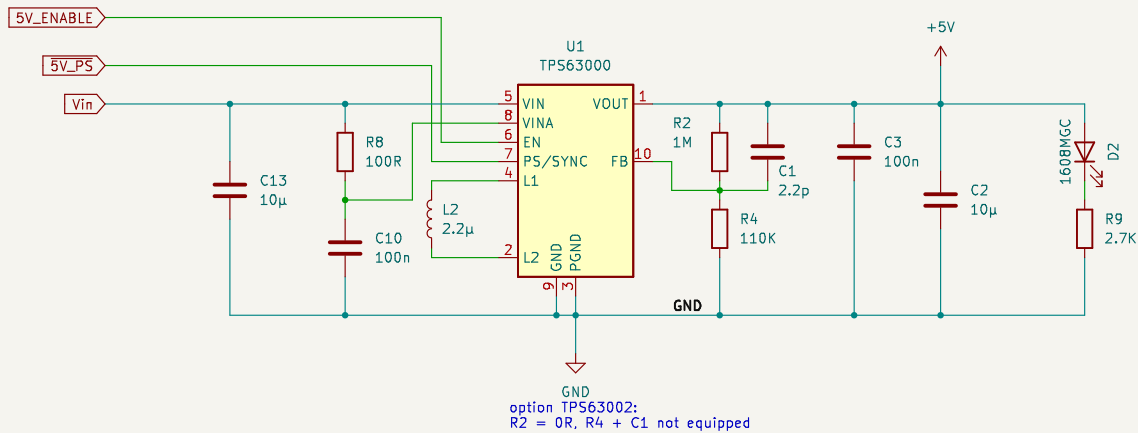 5V_ENABLE
5V_PS
Vin
U1
TPS63000
5 VIN
8 VINA
6 EN
7 PS/SYNC
4 L1
2 L2
VOUT 1
FB 10
GND 9
PGND 3
R8
100R
C13
10µ
C10
100n
L2
2.2µ
R2
1M
C1
2.2p
R4
110K
C3
100n
+5V
C2
10µ
1608MGC
D2
R9
2.7K
GND
GND
option TPS63002:
R2 = 0R, R4 + C1 not equipped